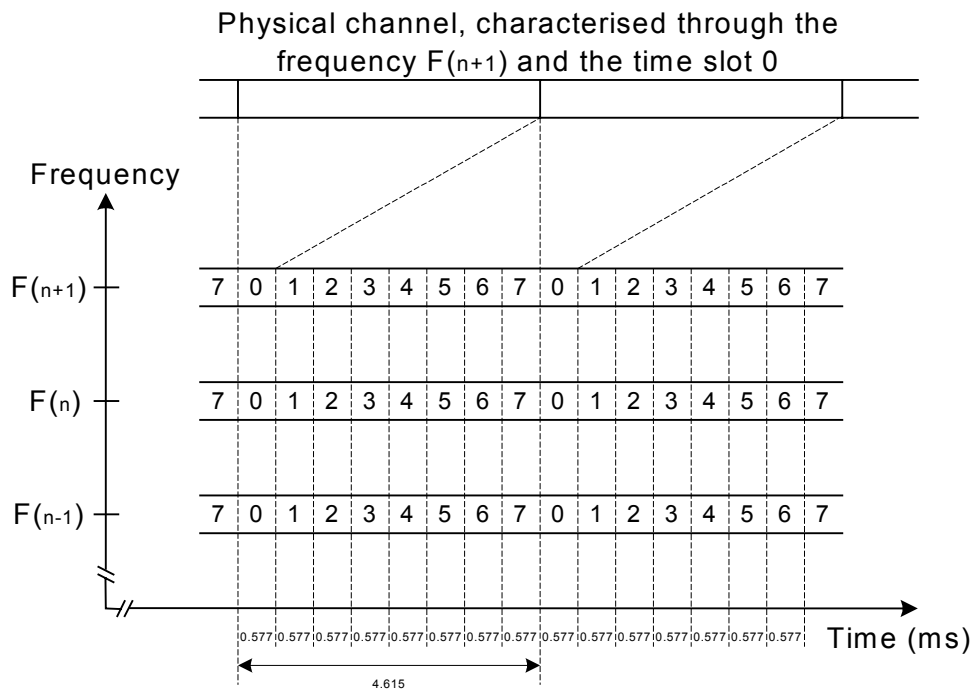 Physical channel, characterised through the
frequency F(n+1) and the time slot 0
Frequency
F(n+1)
7 0 1 2 3 4 5 6 7 0 1 2 3 4 5 6 7
F(n)
7 0 1 2 3 4 5 6 7 0 1 2 3 4 5 6 7
F(n-1)
7 0 1 2 3 4 5 6 7 0 1 2 3 4 5 6 7
0.577 0.577 0.577 0.577 0.577 0.577 0.577 0.577 0.577 0.577 0.577 0.577 0.577 0.577 0.577
Time (ms)
4.615